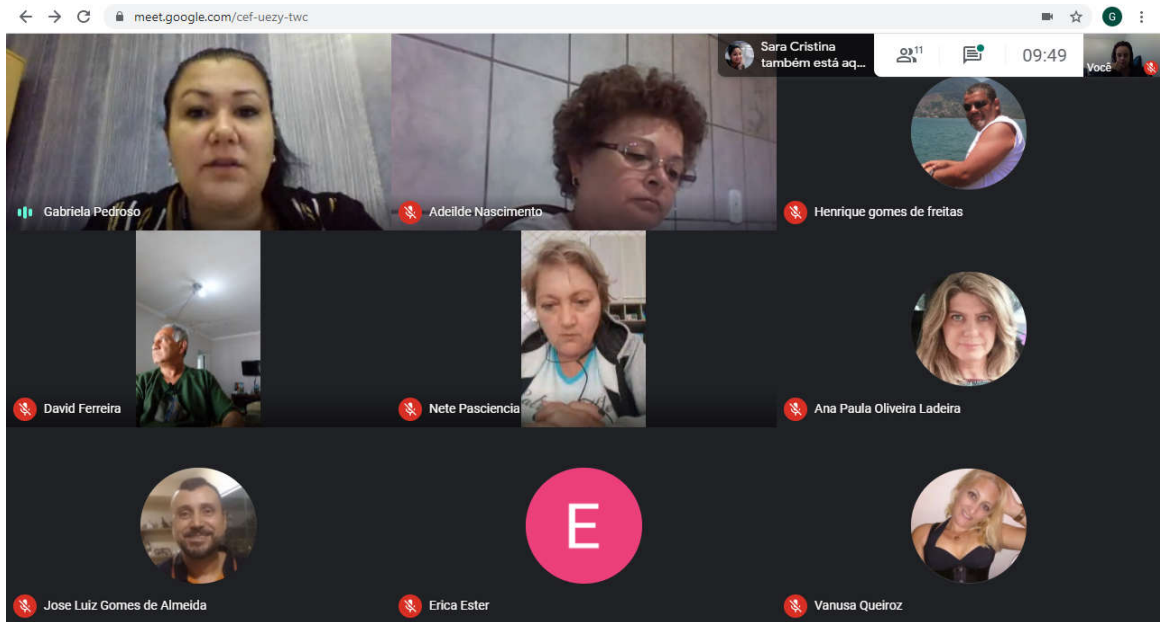 meet.google.com/cef-uezy-twc
G
Sara Cristina
também está aq...
11
09:49
Você
Gabriela Pedroso
Adeilde Nascimento
Henrique gomes de freitas
David Ferreira
Nete Pasciencia
Ana Paula Oliveira Ladeira
E
Jose Luiz Gomes de Almeida
Erica Ester
Vanusa Queiroz